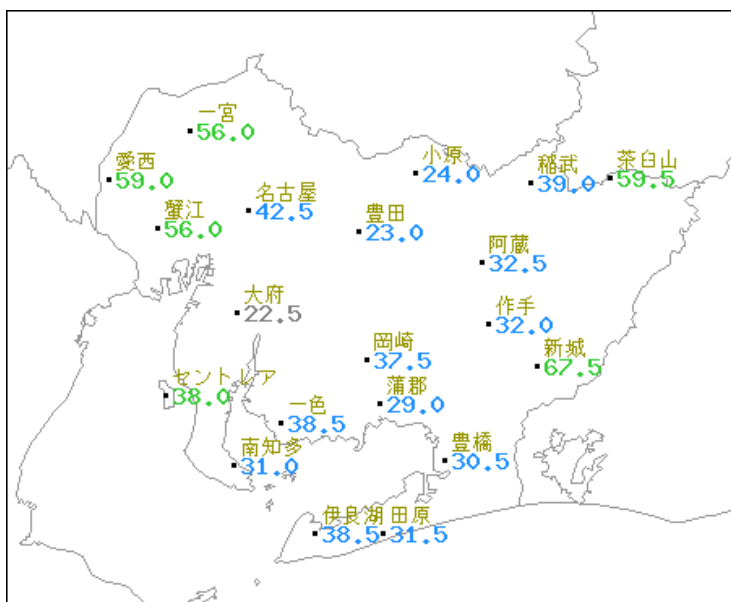 一宮
56.0
愛西
59.0
小原
24.0
稲武
39.0
茶臼山
59.5
名古屋
42.5
蟹江
56.0
豊田
23.0
阿蔵
32.5
大府
22.5
作手
32.0
岡崎
37.5
新城
67.5
セントレア
38.0
蒲郡
29.0
一色
38.5
南知多
31.0
豊橋
30.5
伊良湖
38.5
田原
31.5